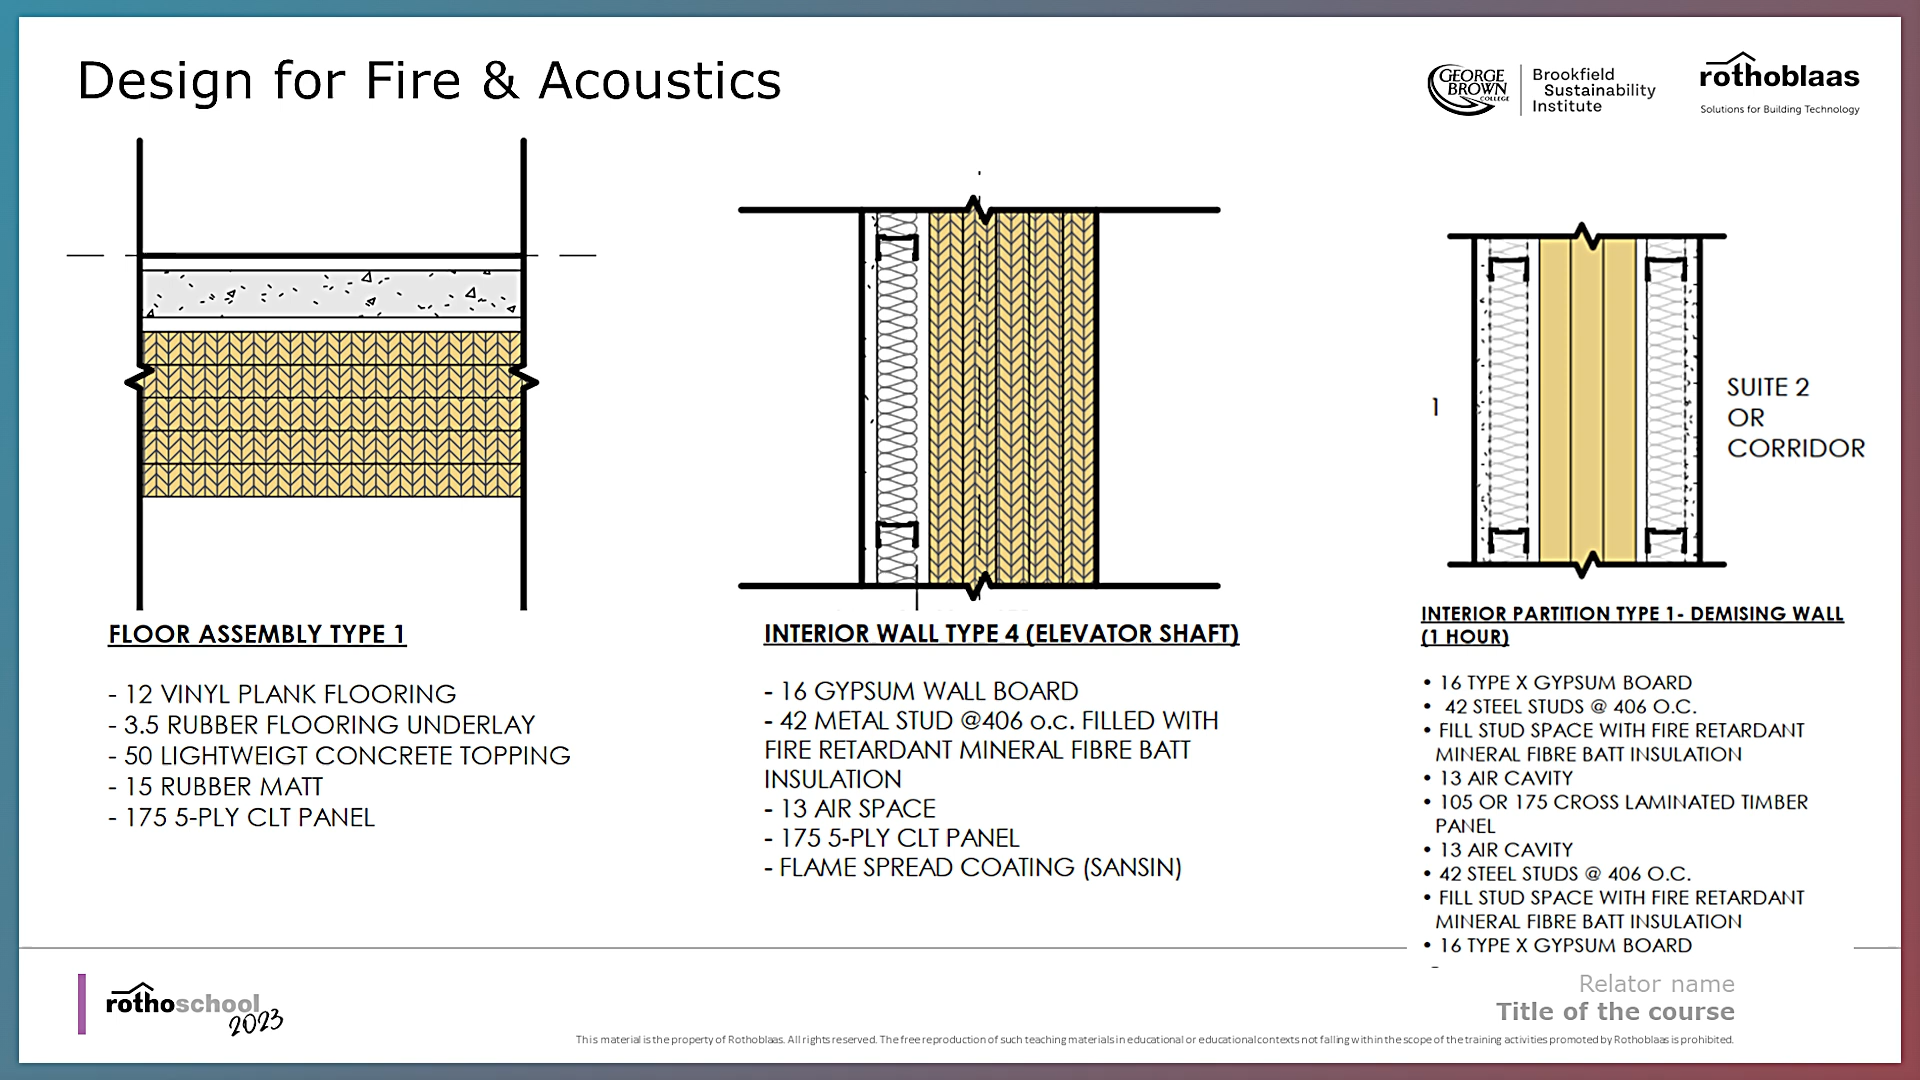 Design for Fire & Acoustics
GEORGE
BROWN
COLLEGE
Brookfield
Sustainability
Institute
rothoblaas
Solutions for Building Technology
FLOOR ASSEMBLY TYPE 1
- 12 VINYL PLANK FLOORING
- 3.5 RUBBER FLOORING UNDERLAY
- 50 LIGHTWEIGT CONCRETE TOPPING
- 15 RUBBER MATT
- 175 5-PLY CLT PANEL
INTERIOR WALL TYPE 4 (ELEVATOR SHAFT)
- 16 GYPSUM WALL BOARD
- 42 METAL STUD @406 o.c. FILLED WITH
FIRE RETARDANT MINERAL FIBRE BATT
INSULATION
- 13 AIR SPACE
- 175 5-PLY CLT PANEL
- FLAME SPREAD COATING (SANSIN)
1
SUITE 2
OR
CORRIDOR
INTERIOR PARTITION TYPE 1- DEMISING WALL
(1 HOUR)
• 16 TYPE X GYPSUM BOARD
• 42 STEEL STUDS @ 406 O.C.
• FILL STUD SPACE WITH FIRE RETARDANT
MINERAL FIBRE BATT INSULATION
• 13 AIR CAVITY
• 105 OR 175 CROSS LAMINATED TIMBER
PANEL
• 13 AIR CAVITY
• 42 STEEL STUDS @ 406 O.C.
• FILL STUD SPACE WITH FIRE RETARDANT
MINERAL FIBRE BATT INSULATION
• 16 TYPE X GYPSUM BOARD
rothoschool
2023
Relator name
Title of the course
This material is the property of Rothoblaas. All rights reserved. The free reproduction of such teaching materials in educational or educational contexts not falling within the scope of the training activities promoted by Rothoblaas is prohibited.